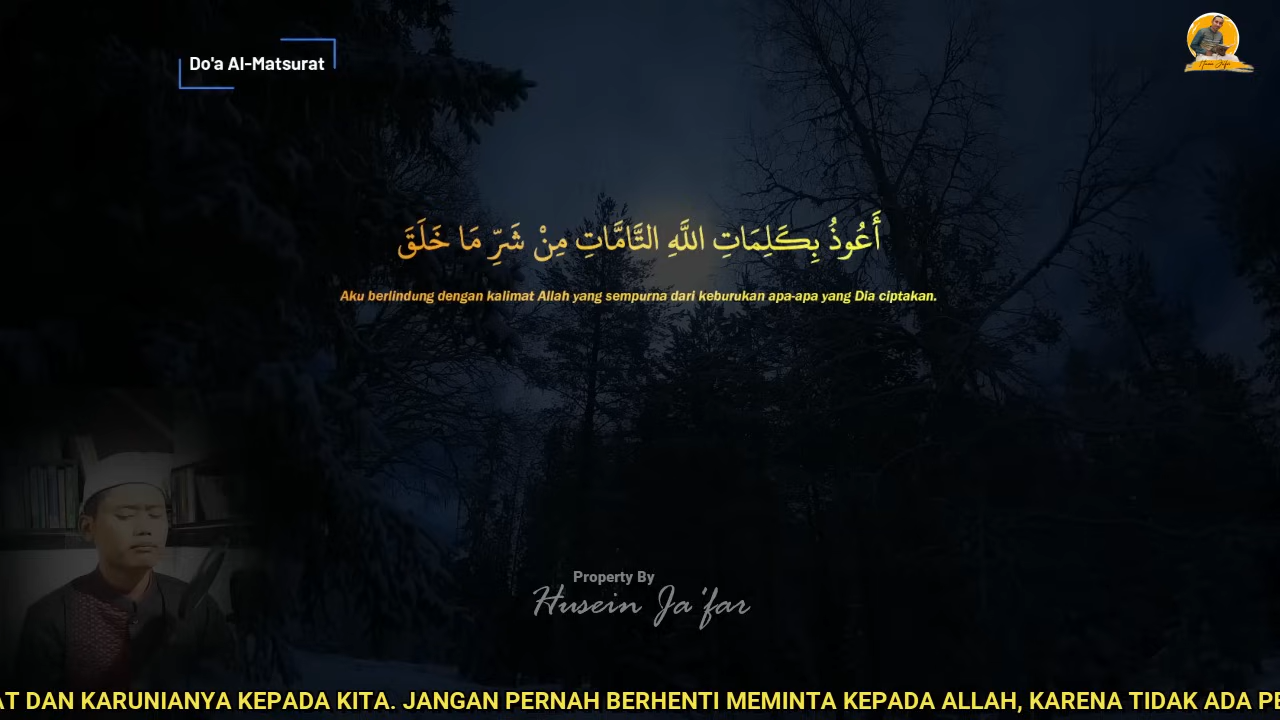 Do'a Al-Matsurat
أَعُوذُ بِكَلِمَاتِ اللَّهِ التَّامَّاتِ مِنْ شَرِّ مَا خَلَقَ
Aku berlindung dengan kalimat Allah yang sempurna dari keburukan apa-apa yang Dia ciptakan.
Property By
Husein Ja'far
DAN KARUNIANYA KEPADA KITA. JANGAN PERNAH BERHENTI MEMINTA KEPADA ALLAH, KARENA TIDAK ADA